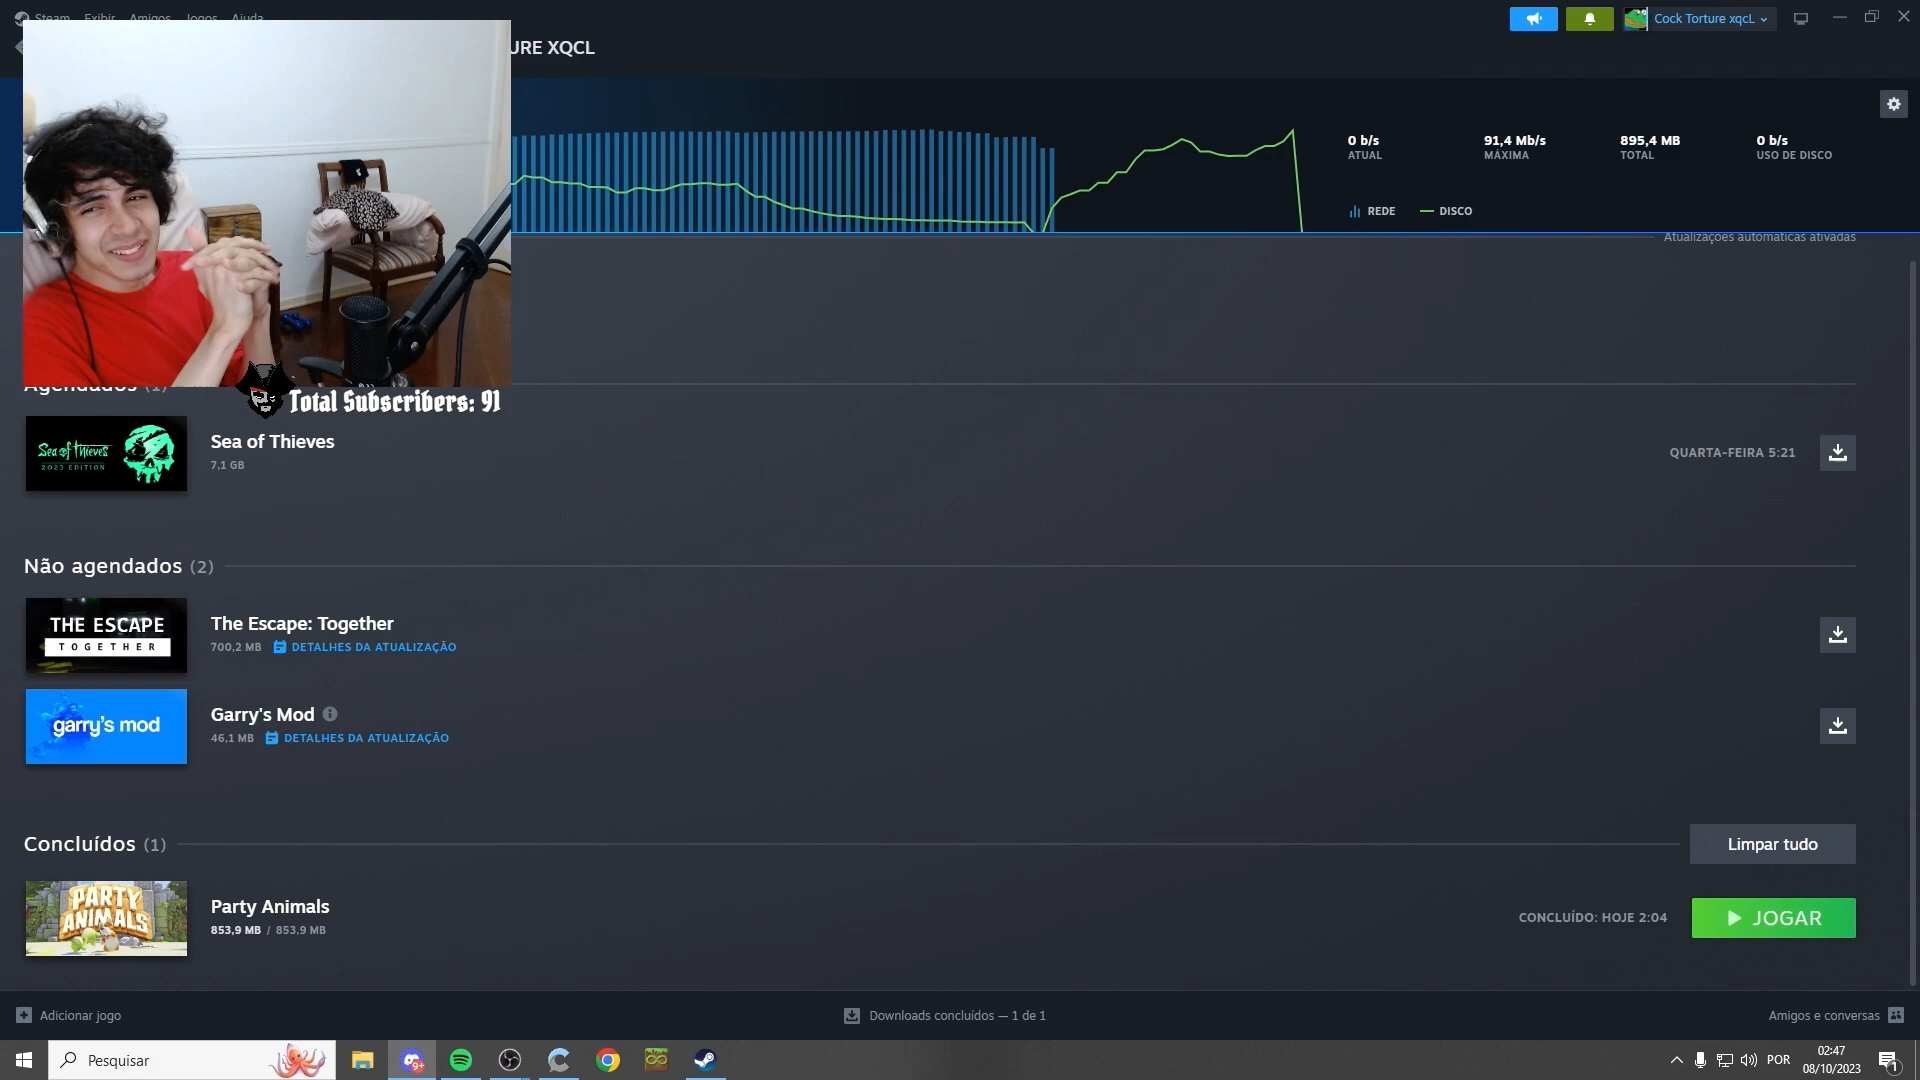 Steam Exibir Amigos Jogos Ajuda
Cock Torture xqcL
URE XQCL
0 b/s
ATUAL
91,4 Mb/s
MÁXIMA
895,4 MB
TOTAL
0 b/s
USO DE DISCO
REDE
DISCO
Atualizações automáticas ativadas
Agendados (1)
Total Subscribers: 91
Sea of Thieves
2023 EDITION
Sea of Thieves
7,1 GB
QUARTA-FEIRA 5:21
Não agendados (2)
THE ESCAPE
TOGETHER
The Escape: Together
700,2 MB DETALHES DA ATUALIZAÇÃO
garry's mod
Garry's Mod
46,1 MB DETALHES DA ATUALIZAÇÃO
Concluídos (1)
Limpar tudo
PARTY
ANIMALS
Party Animals
853,9 MB / 853,9 MB
CONCLUÍDO: HOJE 2:04
JOGAR
Adicionar jogo
Downloads concluídos — 1 de 1
Amigos e conversas
Pesquisar
9+
POR
02:47
08/10/2023
1